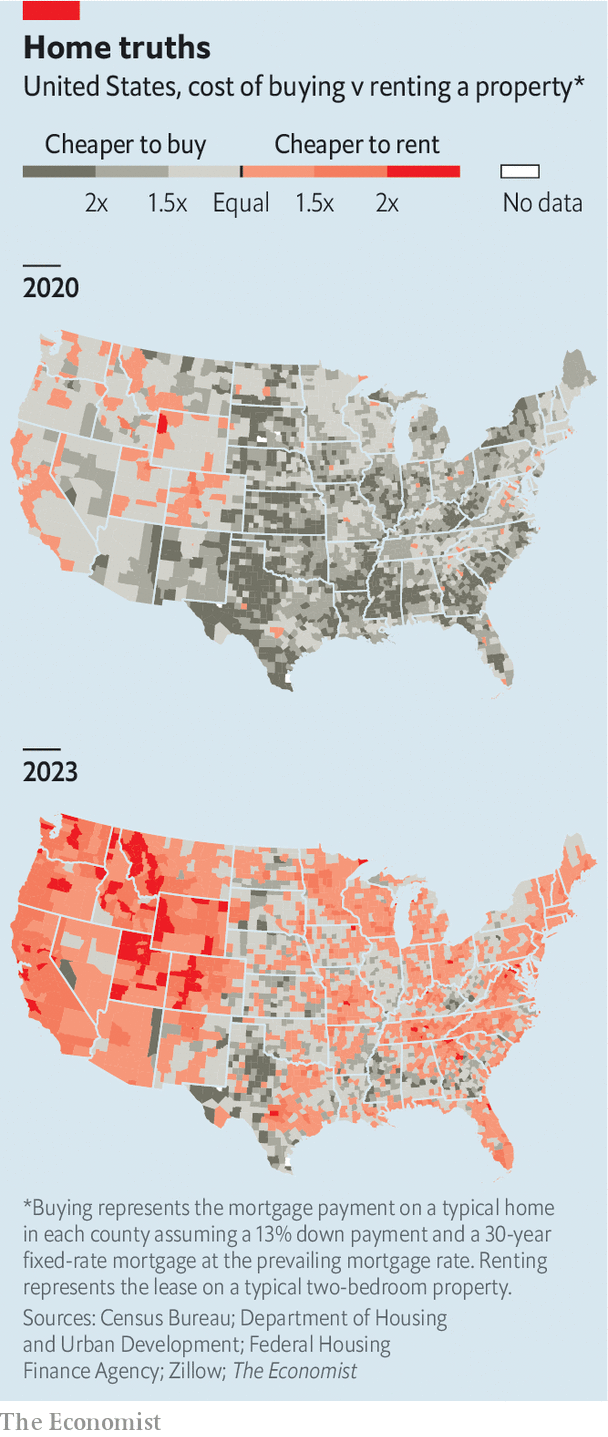 Home truths
United States, cost of buying v renting a property*
Cheaper to buy Cheaper to rent
2x 1.5x Equal 1.5x 2x No data
2020
2023
*Buying represents the mortgage payment on a typical home
in each county assuming a 13% down payment and a 30-year
fixed-rate mortgage at the prevailing mortgage rate. Renting
represents the lease on a typical two-bedroom property.
Sources: Census Bureau; Department of Housing
and Urban Development; Federal Housing
Finance Agency; Zillow; The Economist
The Economist